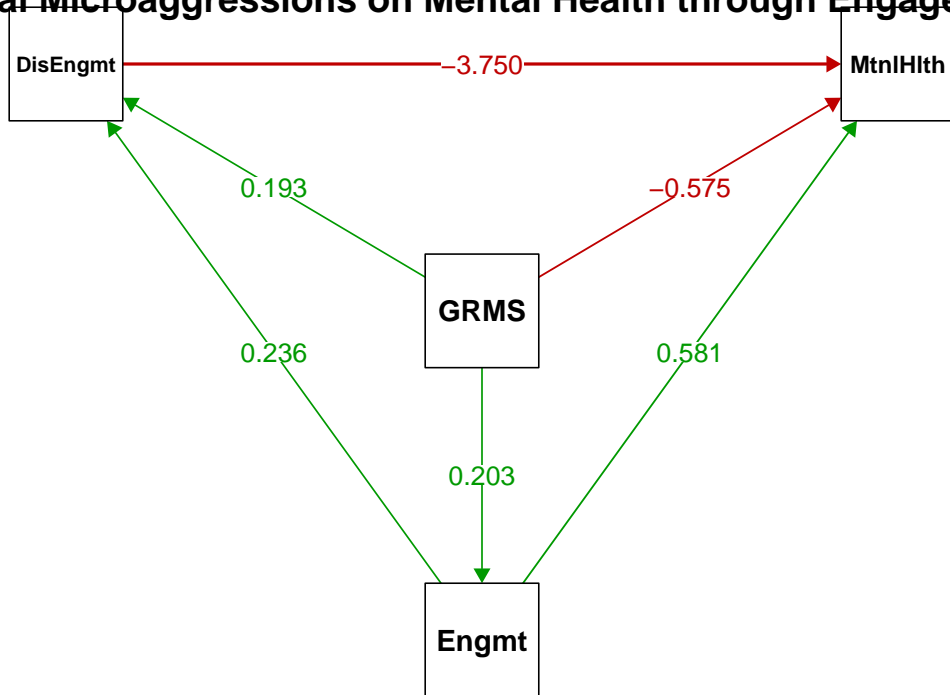 al Microaggressions on Mental Health through Engage
DisEngmt
−3.750
MtnlHlth
0.193
−0.575
GRMS
0.236
0.581
0.203
Engmt